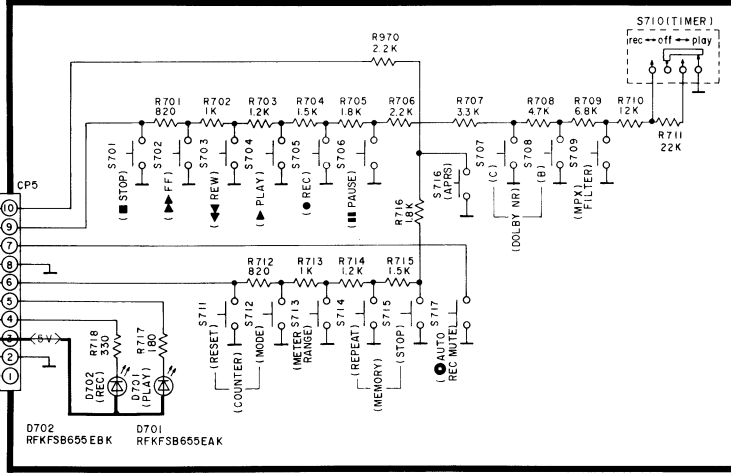 S710(TIMER)
rec ↔ off ↔ play
R970
2.2K
R701
820
R702
1K
R703
1.2K
R704
1.5K
R705
1.8K
R706
2.2K
R707
3.3K
R708
4.7K
R709
6.8K
R710
12K
R711
22K
S701
(■ STOP)
S702
(▶▶ FF)
S703
(◀◀ REW)
S704
(▶ PLAY)
S705
(● REC)
S706
(▮▮ PAUSE)
S716
(APRS)
S707
(C)
S708
(B)
(DOLBY NR)
S709
(MPX)
FILTER)
R716
1.8K
CP5
10
9
7
8
6
5
4
3
2
1
(5V)
R712
820
R713
1K
R714
1.2K
R715
1.5K
S711
(RESET)
S712
(MODE)
(COUNTER)
S713
(METER
RANGE)
S714
(REPEAT)
S715
(STOP)
(MEMORY)
S717
(AUTO
REC MUTE)
R718
330
R717
180
D702
(REC)
D701
(PLAY)
D702
RFKFSB655EBK
D701
RFKFSB655EAK